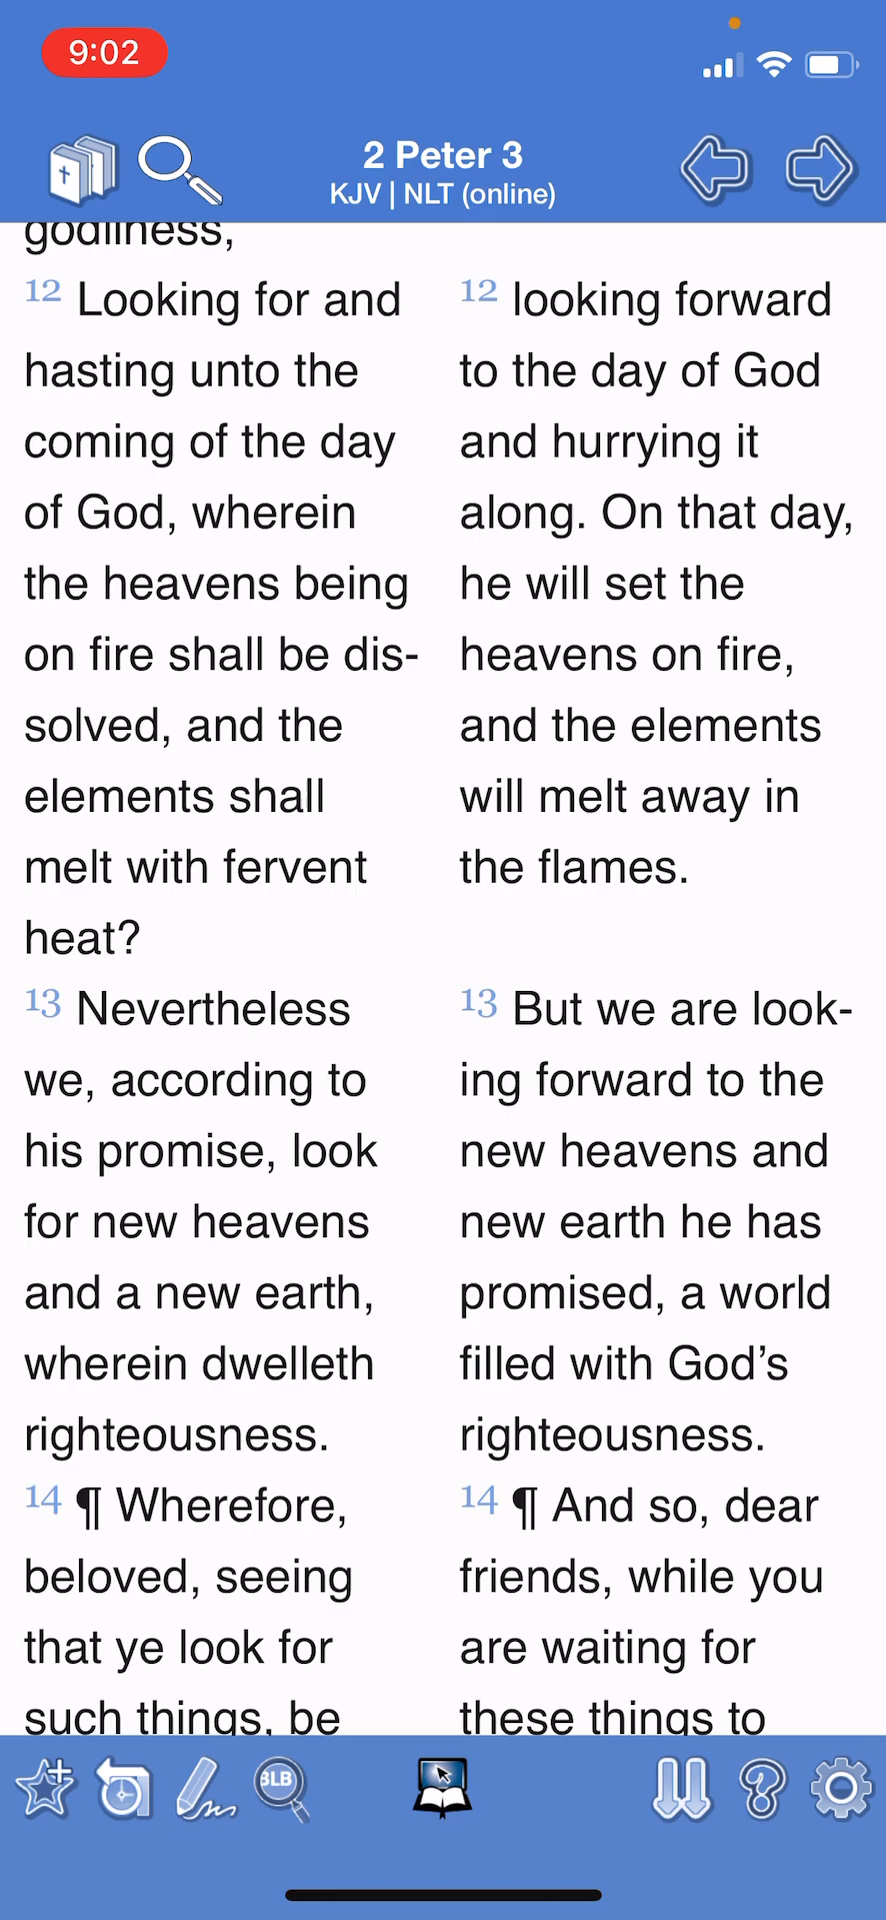 9:02
2 Peter 3
KJV | NLT (online)
godliness,
12 Looking for and
hasting unto the
coming of the day
of God, wherein
the heavens being
on fire shall be dis-
solved, and the
elements shall
melt with fervent
heat?
13 Nevertheless
we, according to
his promise, look
for new heavens
and a new earth,
wherein dwelleth
righteousness.
14 ¶ Wherefore,
beloved, seeing
that ye look for
such things, be
12 looking forward
to the day of God
and hurrying it
along. On that day,
he will set the
heavens on fire,
and the elements
will melt away in
the flames.
13 But we are look-
ing forward to the
new heavens and
new earth he has
promised, a world
filled with God’s
righteousness.
14 ¶ And so, dear
friends, while you
are waiting for
these things to
BLB